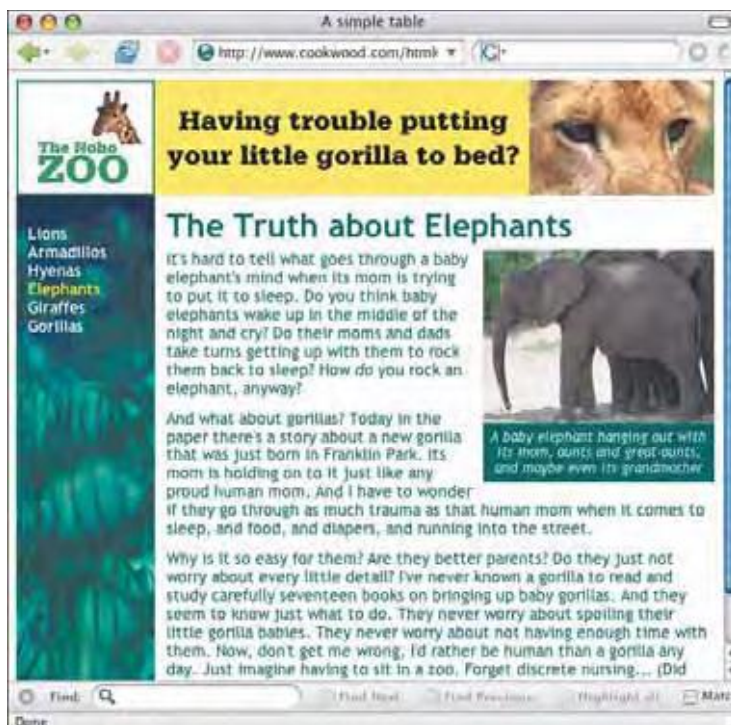 A simple table
http://www.cookwood.com/html
The Noho
ZOO
Having trouble putting
your little gorilla to bed?
Lions
Armadillos
Hyenas
Elephants
Giraffes
Gorillas
The Truth about Elephants
It's hard to tell what goes through a baby
elephant's mind when its mom is trying
to put it to sleep. Do you think baby
elephants wake up in the middle of the
night and cry? Do their moms and dads
take turns getting up with them to rock
them back to sleep? How do you rock an
elephant, anyway?
A baby elephant hanging out with
its mom, aunts and great-aunts,
and maybe even its grandmother
And what about gorillas? Today in the
paper there's a story about a new gorilla
that was just born in Franklin Park. Its
mom is holding on to it just like any
proud human mom. And I have to wonder
if they go through as much trauma as that human mom when it comes to
sleep, and food, and diapers, and running into the street.
Why is it so easy for them? Are they better parents? Do they just not
worry about every little detail? I've never known a gorilla to read and
study carefully seventeen books on bringing up baby gorillas. And they
seem to know just what to do. They never worry about spoiling their
little gorilla babies. They never worry about not having enough time with
them. Now, don't get me wrong, I'd rather be human than a gorilla any
day. Just imagine having to sit in a zoo. Forget discrete nursing... (Did
Find:
Find Next
Find Previous
Highlight all
Matc
Done